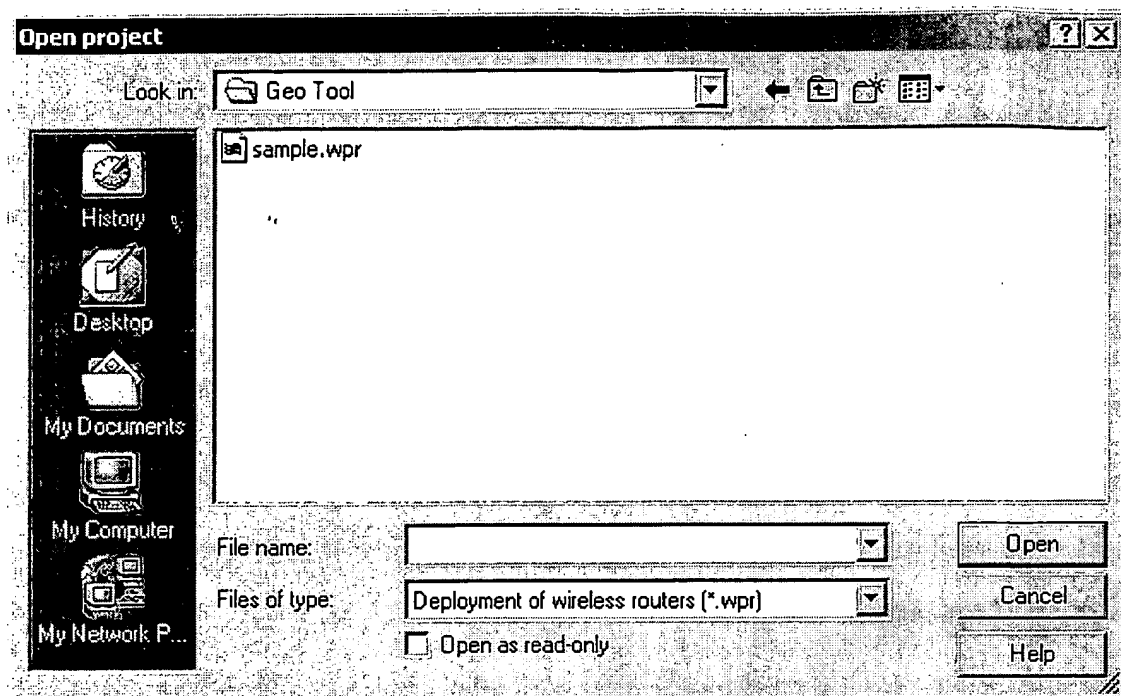 Open project
Look in: Geo Tool
sample.wpr
History
Desktop
My Documents
My Computer
My Network P...
File name:
Open
Files of type: Deployment of wireless routers (*.wpr)
Cancel
Open as read-only
Help